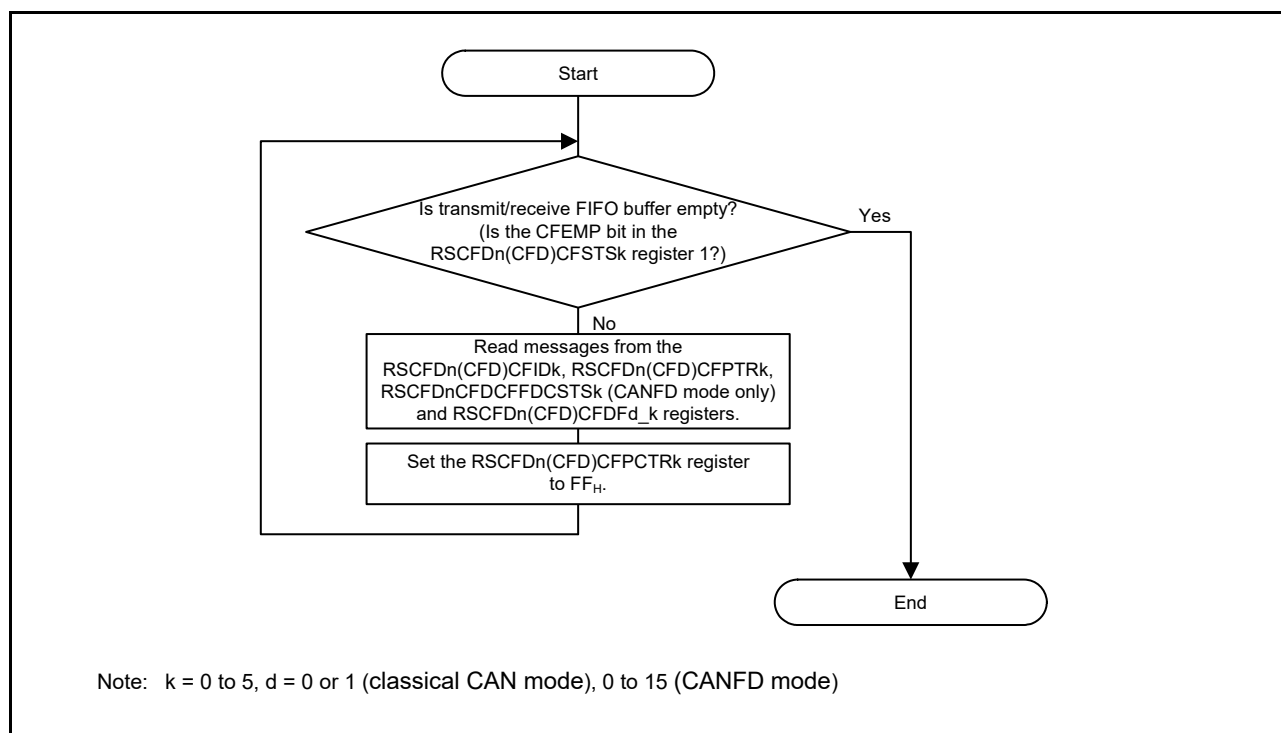 Start
Is transmit/receive FIFO buffer empty?
(Is the CFEMP bit in the
RSCFDn(CFD)CFSTSk register 1?)
Yes
No
Read messages from the
RSCFDn(CFD)CFIDk, RSCFDn(CFD)CFPTRk,
RSCFDnCFDCFFDCSTSk (CANFD mode only)
and RSCFDn(CFD)CFDFd_k registers.
Set the RSCFDn(CFD)CFPCTRk register
to FFH.
End
Note: k = 0 to 5, d = 0 or 1 (classical CAN mode), 0 to 15 (CANFD mode)